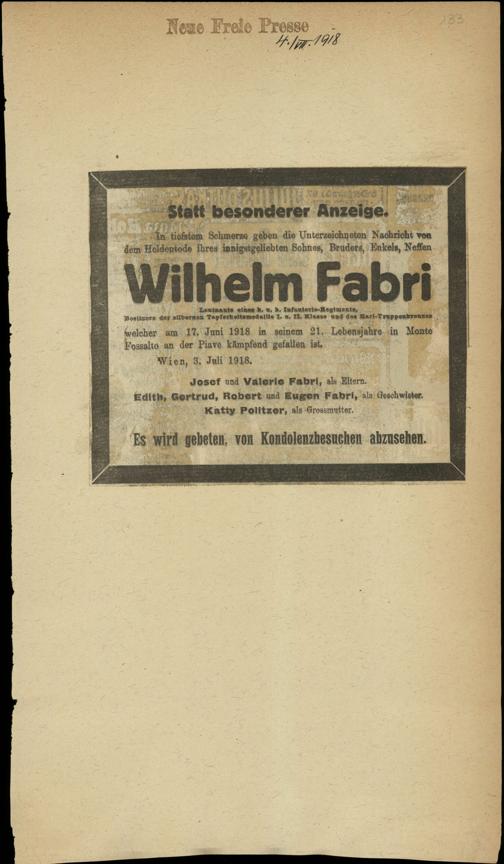 Neue Freie Presse
183
4./VII. 1918
Statt besonderer Anzeige.
In tiefstem Schmerze geben die Unterzeichneten Nachricht von
dem Heldentode ihres innigstgeliebten Sohnes, Bruders, Enkels, Neffen
Wilhelm Fabri
Leutnants eines k. u. k. Infanterie-Regiments,
Besitzers der silbernen Tapferkeitsmedaille I. u. II. Klasse und des Karl-Truppenkreuzes
welcher am 17. Juni 1918 in seinem 21. Lebensjahre in Monte
Fossalto an der Piave kämpfend gefallen ist.
Wien, 3. Juli 1918.
Josef und Valerie Fabri, als Eltern.
Edith, Gertrud, Robert und Eugen Fabri, als Geschwister.
Katty Politzer, als Grossmutter.
Es wird gebeten, von Kondolenzbesuchen abzusehen.